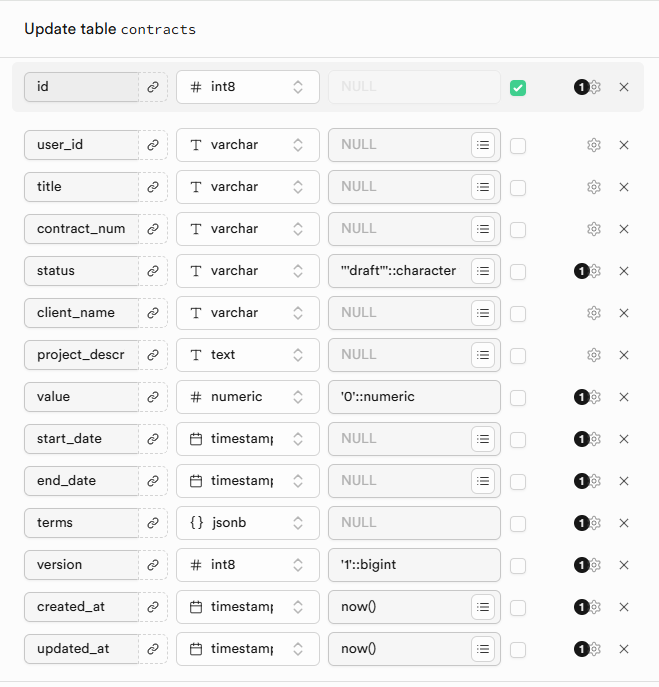 Update table contracts
id # int8 NULL 1
user_id T varchar NULL
title T varchar NULL
contract_num T varchar NULL
status T varchar '"draft"'::character 1
client_name T varchar NULL
project_descr T text NULL
value # numeric '0'::numeric 1
start_date timestamp NULL 1
end_date timestamp NULL 1
terms {} jsonb NULL 1
version # int8 '1'::bigint 1
created_at timestamp now() 1
updated_at timestamp now() 1